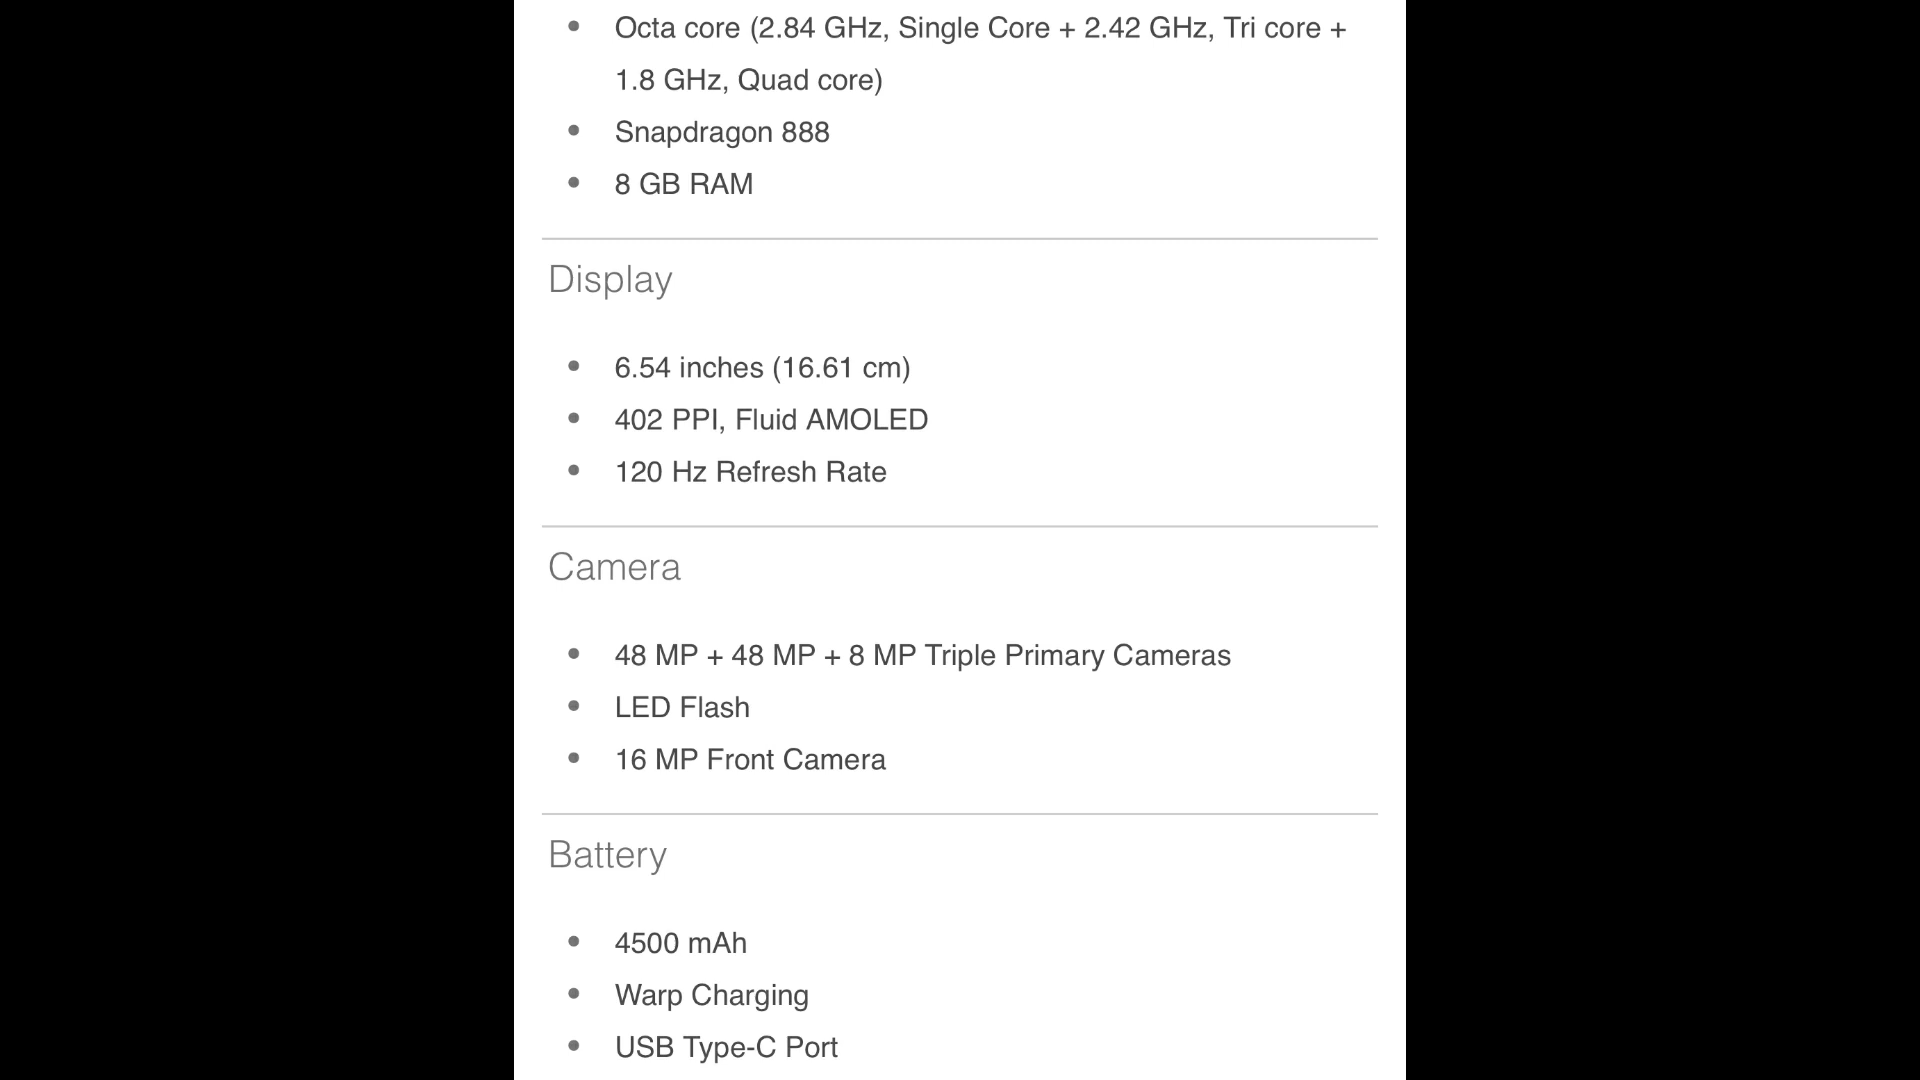 Octa core (2.84 GHz, Single Core + 2.42 GHz, Tri core +
1.8 GHz, Quad core)
Snapdragon 888
8 GB RAM
Display
6.54 inches (16.61 cm)
402 PPI, Fluid AMOLED
120 Hz Refresh Rate
Camera
48 MP + 48 MP + 8 MP Triple Primary Cameras
LED Flash
16 MP Front Camera
Battery
4500 mAh
Warp Charging
USB Type-C Port